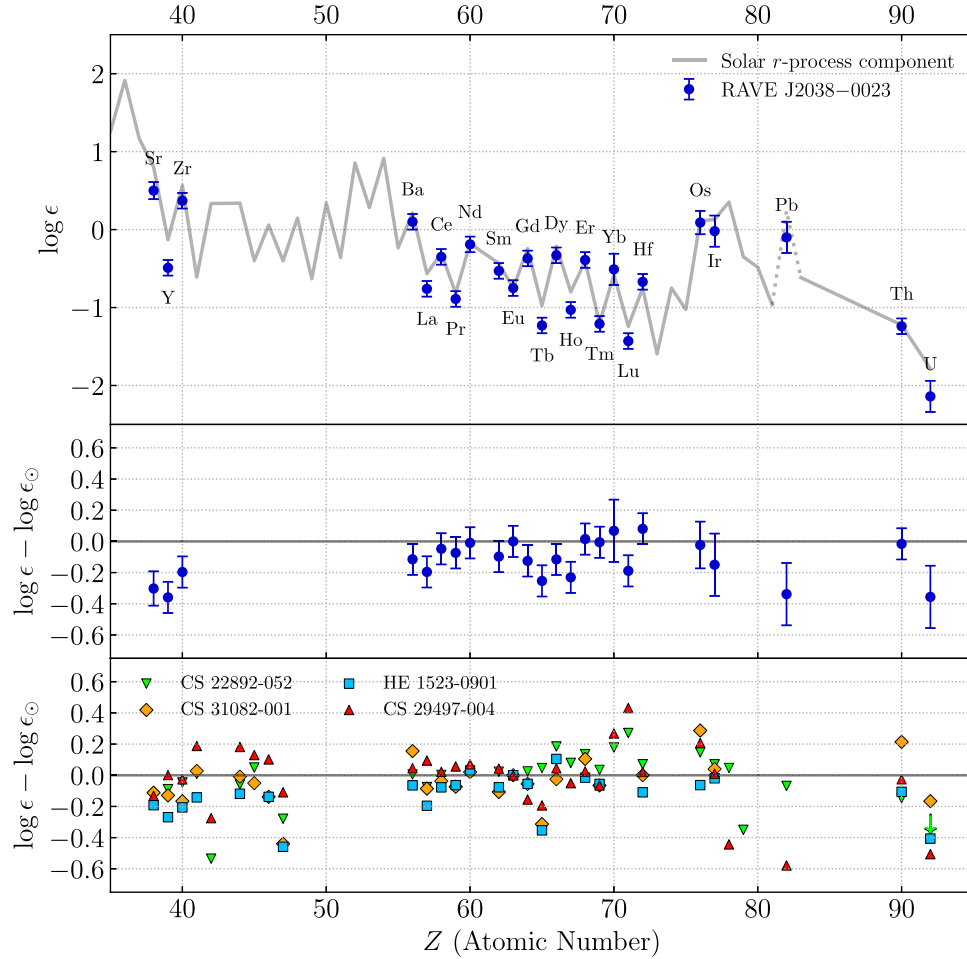 40 50 60 70 80 90
Solar r-process component
RAVE J2038−0023
2
1
0
−1
−2
log ϵ
Sr
Zr
Y
Ba
Ce
Nd
La
Pr
Sm
Eu
Gd
Dy
Er
Yb
Hf
Tb
Ho
Tm
Lu
Os
Ir
Pb
Th
U
0.6
0.4
0.2
0.0
−0.2
−0.4
−0.6
log ϵ − log ϵ⊙
CS 22892-052
HE 1523-0901
CS 31082-001
CS 29497-004
0.6
0.4
0.2
0.0
−0.2
−0.4
−0.6
log ϵ − log ϵ⊙
40 50 60 70 80 90
Z (Atomic Number)